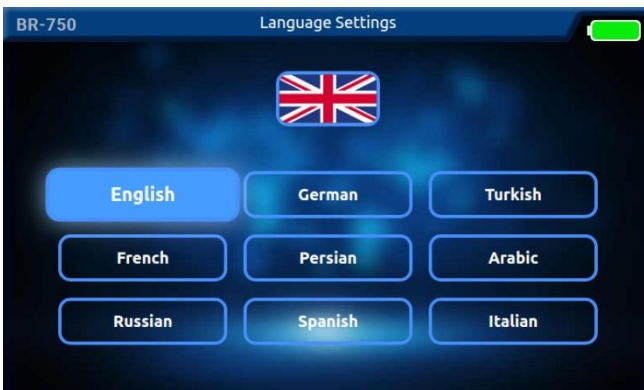 BR-750 Language Settings
English German Turkish
French Persian Arabic
Russian Spanish Italian